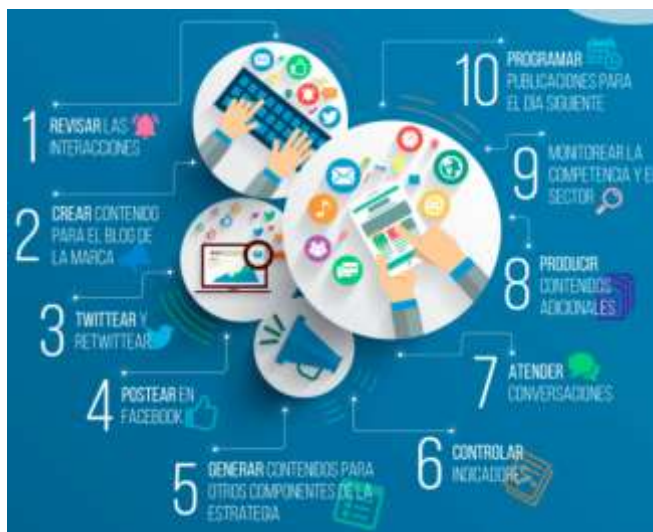 1
REVISAR LAS
INTERACCIONES
2
CREAR CONTENIDO
PARA EL BLOG DE
LA MARCA
3
TWITTEAR Y
RETWITTEAR
4
POSTEAR EN
FACEBOOK
5
GENERAR CONTENIDOS PARA
OTROS COMPONENTES DE LA
ESTRATEGIA
6
CONTROLAR
INDICADORES
7
ATENDER
CONVERSACIONES
8
PRODUCIR
CONTENIDOS
ADICIONALES
9
MONITOREAR LA
COMPETENCIA Y E
SECTOR
10
PROGRAMAR
PUBLICACIONES PARA
EL DÍA SIGUIENTE